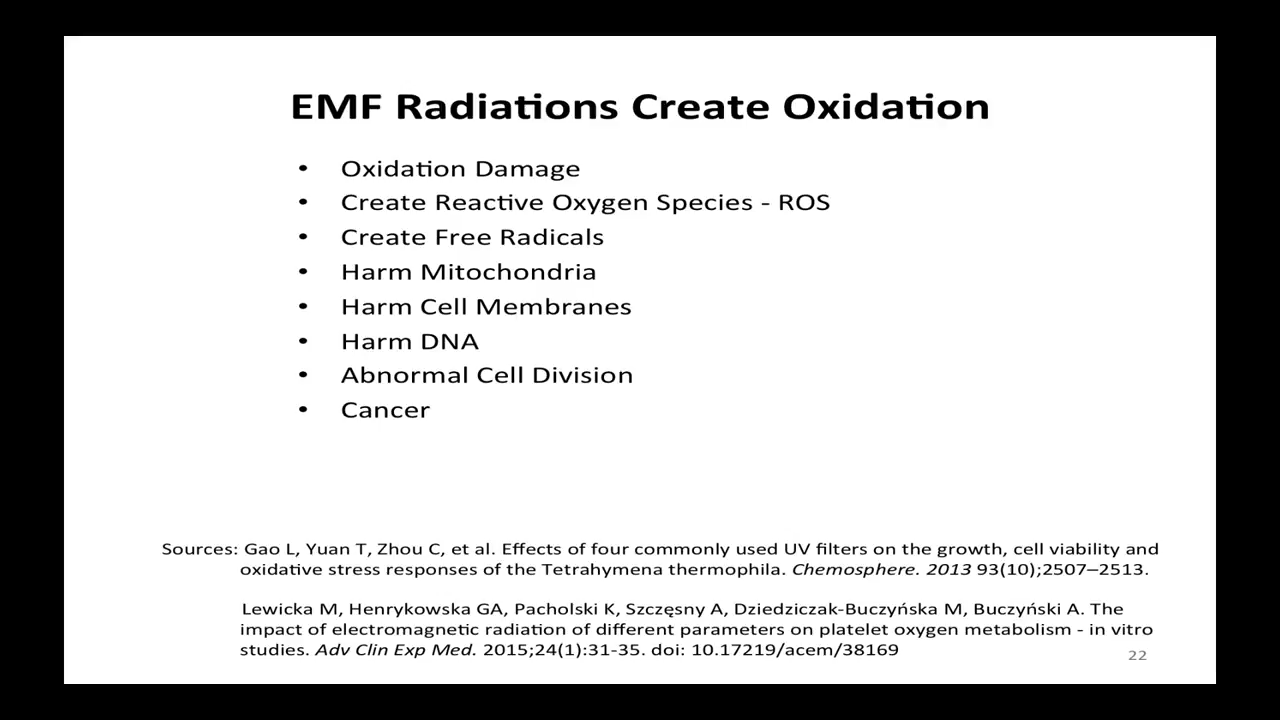 EMF Radiations Create Oxidation
• Oxidation Damage
• Create Reactive Oxygen Species - ROS
• Create Free Radicals
• Harm Mitochondria
• Harm Cell Membranes
• Harm DNA
• Abnormal Cell Division
• Cancer
Sources: Gao L, Yuan T, Zhou C, et al. Effects of four commonly used UV filters on the growth, cell viability and
oxidative stress responses of the Tetrahymena thermophila. Chemosphere. 2013 93(10);2507–2513.
Lewicka M, Henrykowska GA, Pacholski K, Szczęsny A, Dziedziczak-Buczyńska M, Buczyński A. The
impact of electromagnetic radiation of different parameters on platelet oxygen metabolism - in vitro
studies. Adv Clin Exp Med. 2015;24(1):31-35. doi: 10.17219/acem/38169
22